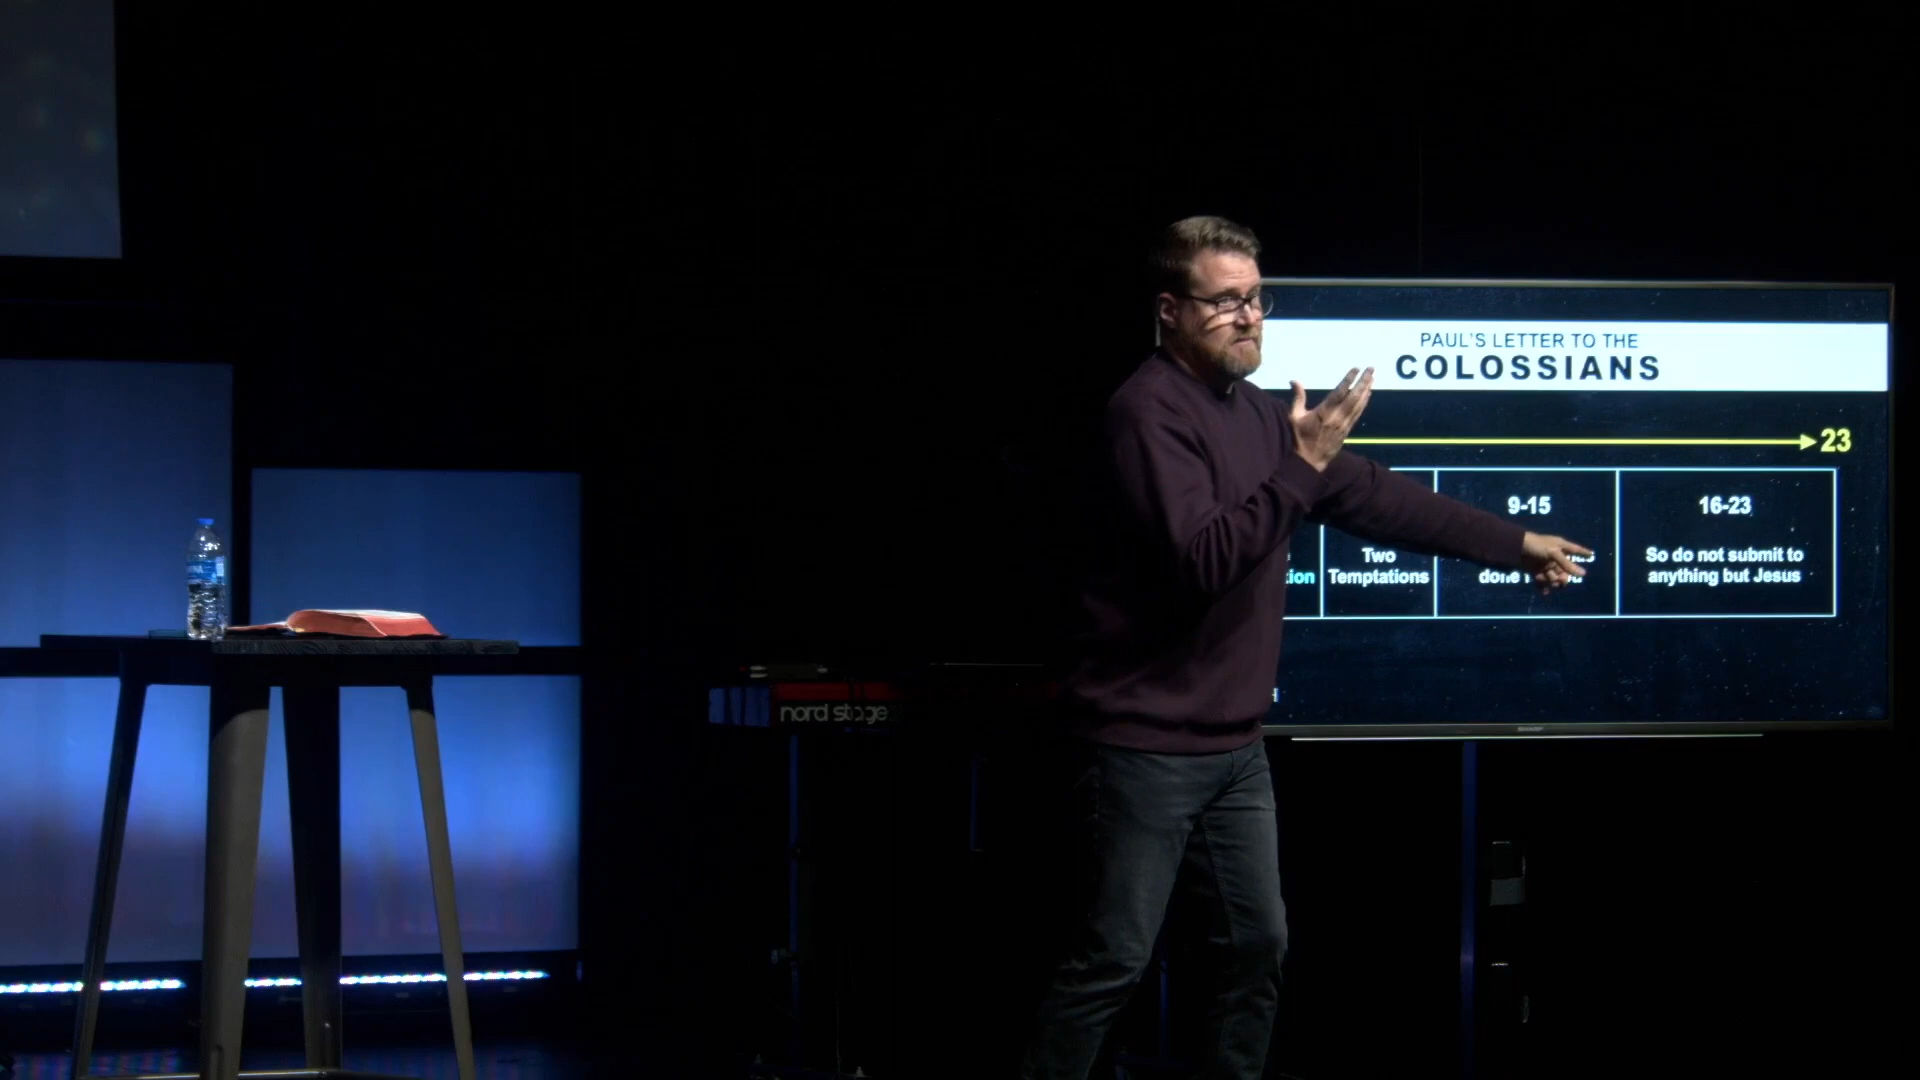 PAUL'S LETTER TO THE
COLOSSIANS
23
9-15
16-23
Two
Temptations
done
So do not submit to
anything but Jesus
nord stage